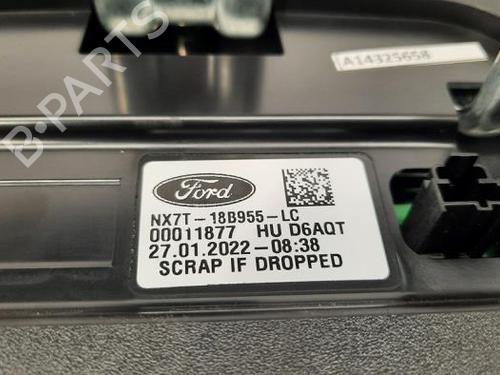 A14325658
B-PARTS
Ford
NX7T-18B955-LC
00011877 HU D6AQT
27.01.2022-08:38
SCRAP IF DROPPED